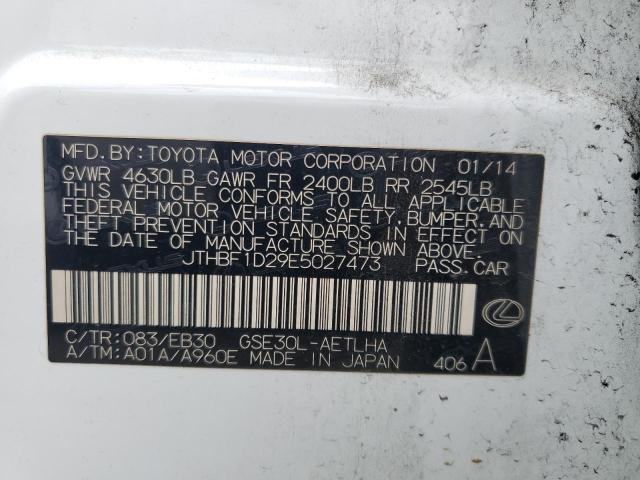 MFD. BY: TOYOTA MOTOR CORPORATION 01/14
GVWR 4630LB GAWR FR 2400LB RR 2545LB
THIS VEHICLE CONFORMS TO ALL APPLICABLE
FEDERAL MOTOR VEHICLE SAFETY, BUMPER, AND
THEFT PREVENTION STANDARDS IN EFFECT ON
THE DATE OF MANUFACTURE SHOWN ABOVE.
JTHBF1D29E5027473 PASS. CAR
C/TR: 083/EB30 GSE30L-AETLHA
A/TM: A01A/A960E MADE IN JAPAN 406 A